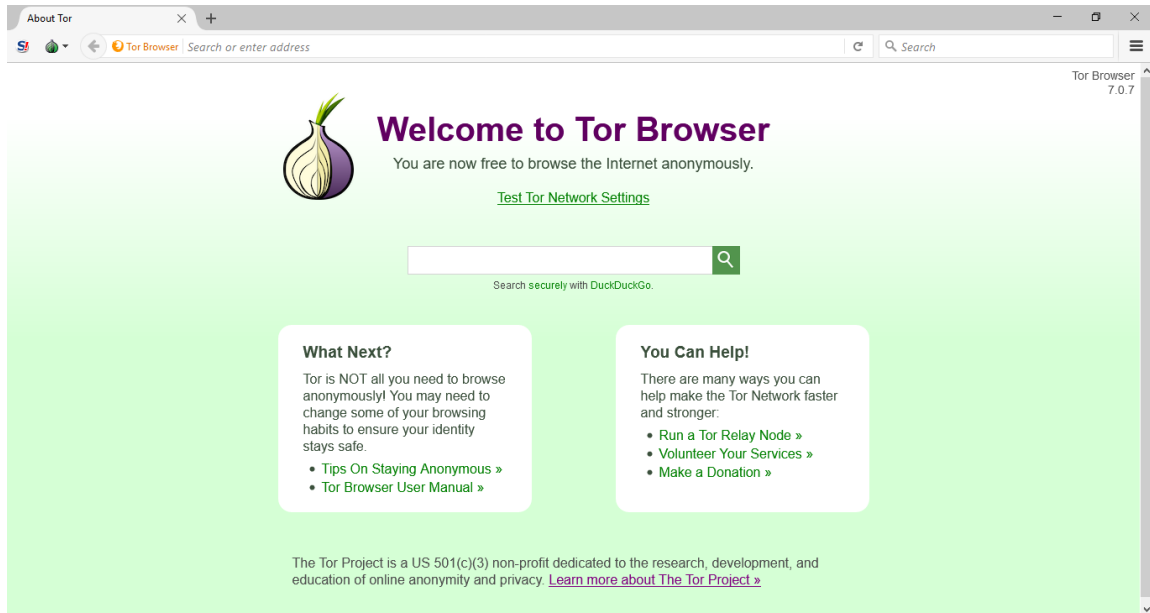 About Tor
Tor Browser Search or enter address
Search
Tor Browser
7.0.7
Welcome to Tor Browser
You are now free to browse the Internet anonymously.
Test Tor Network Settings
Search securely with DuckDuckGo.
What Next?
Tor is NOT all you need to browse
anonymously! You may need to
change some of your browsing
habits to ensure your identity
stays safe.
• Tips On Staying Anonymous »
• Tor Browser User Manual »
You Can Help!
There are many ways you can
help make the Tor Network faster
and stronger:
• Run a Tor Relay Node »
• Volunteer Your Services »
• Make a Donation »
The Tor Project is a US 501(c)(3) non-profit dedicated to the research, development, and
education of online anonymity and privacy. Learn more about The Tor Project »